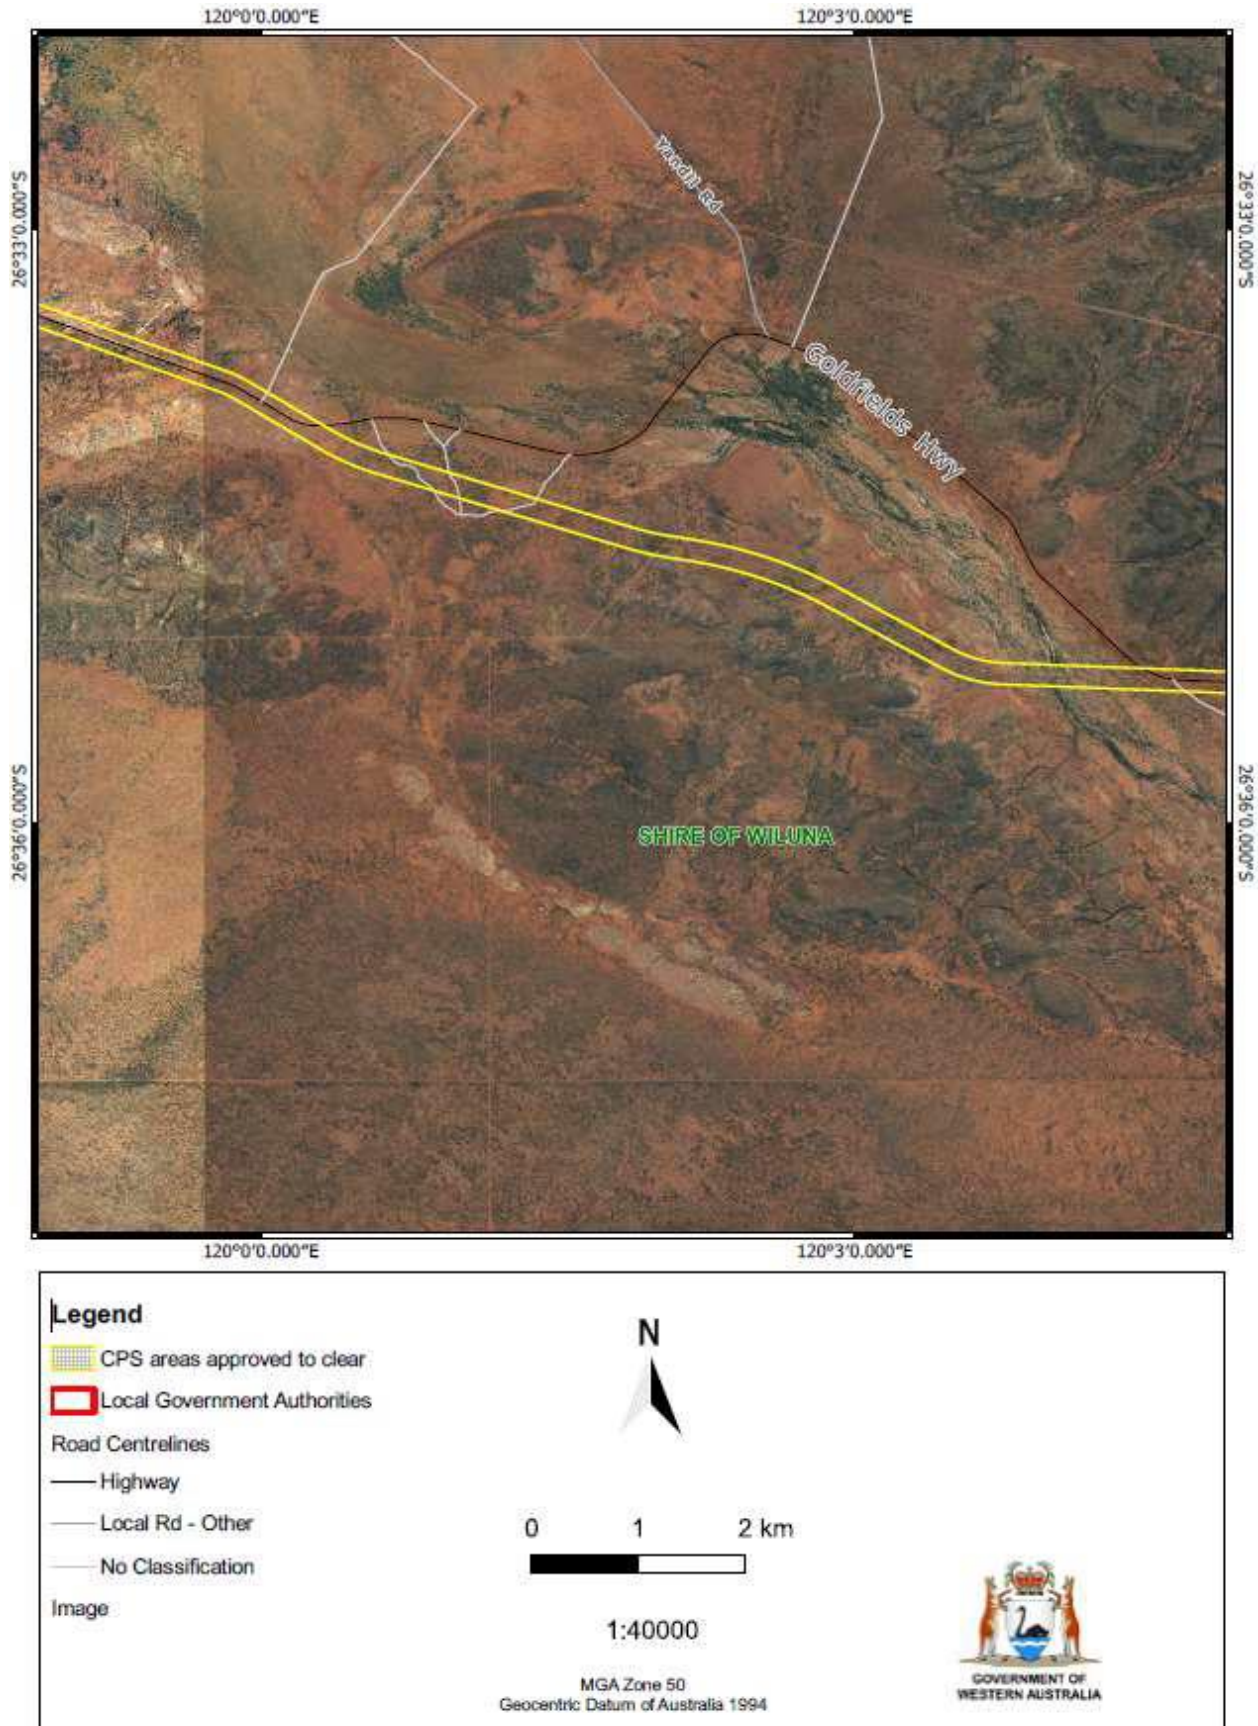 120°0'0.000"E
120°3'0.000"E
26°33'0.000"S
26°33'0.000"S
Yandil Rd
Goldfields Hwy
26°36'0.000"S
26°36'0.000"S
SHIRE OF WILUNA
120°0'0.000"E
120°3'0.000"E
Legend
CPS areas approved to clear
Local Government Authorities
Road Centrelines
Highway
Local Rd - Other
No Classification
Image
N
0 1 2 km
1:40000
MGA Zone 50
Geocentric Datum of Australia 1994
GOVERNMENT OF
WESTERN AUSTRALIA